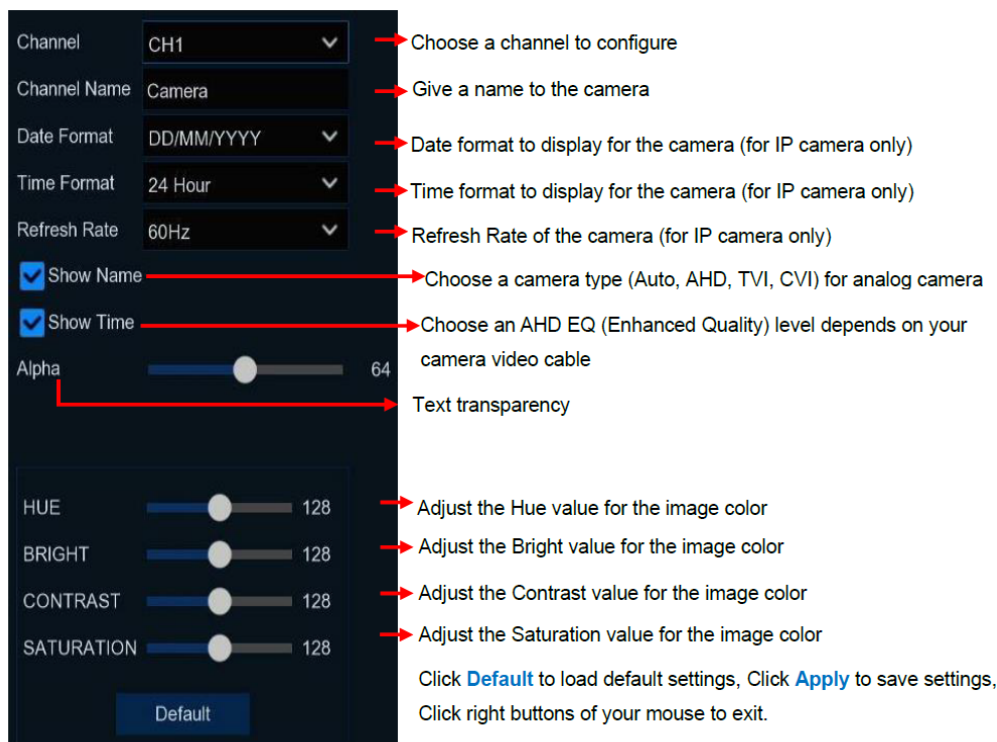 Channel CH1 Choose a channel to configure
Channel Name Camera Give a name to the camera
Date Format DD/MM/YYYY Date format to display for the camera (for IP camera only)
Time Format 24 Hour Time format to display for the camera (for IP camera only)
Refresh Rate 60Hz Refresh Rate of the camera (for IP camera only)
Show Name Choose a camera type (Auto, AHD, TVI, CVI) for analog camera
Show Time Choose an AHD EQ (Enhanced Quality) level depends on your
camera video cable
Alpha 64
Text transparency
HUE 128 Adjust the Hue value for the image color
BRIGHT 128 Adjust the Bright value for the image color
CONTRAST 128 Adjust the Contrast value for the image color
SATURATION 128 Adjust the Saturation value for the image color
Click Default to load default settings, Click Apply to save settings,
Click right buttons of your mouse to exit.
Default